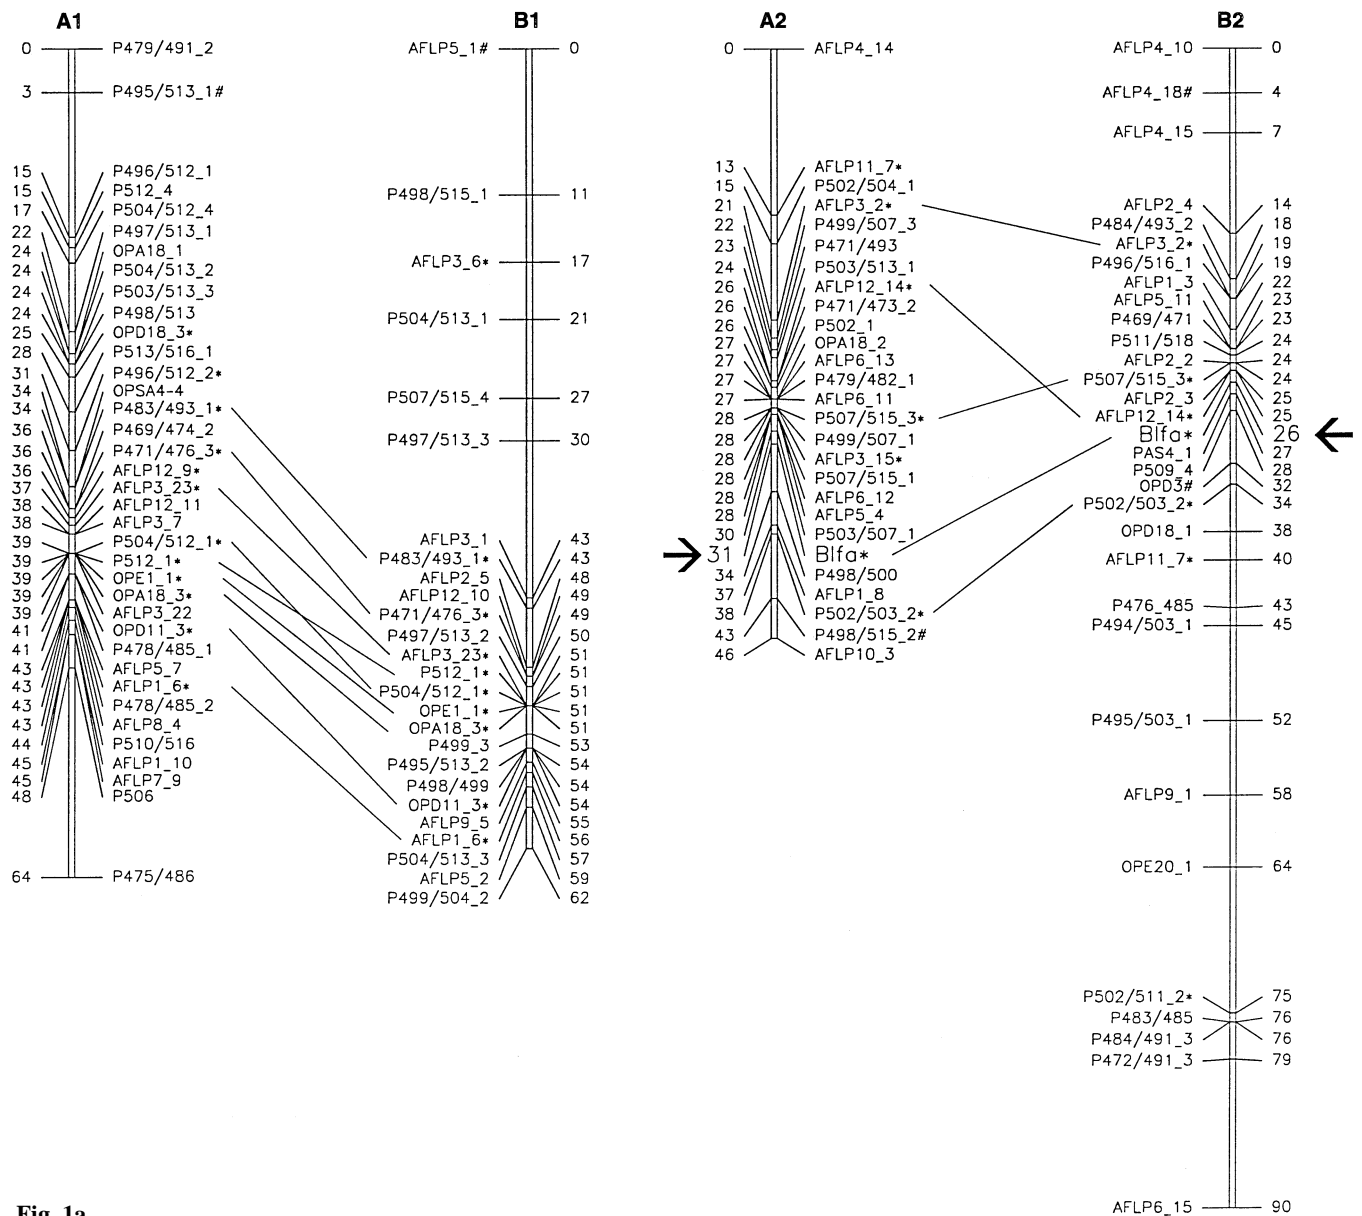 A1
0 P479/491_2
3 P495/513_1#
15 P496/512_1
15 P512_4
17 P504/512_4
22 P497/513_1
24 OPA18_1
24 P504/513_2
24 P503/513_3
24 P498/513
25 OPD18_3*
28 P513/516_1
31 P496/512_2*
34 OPSA4-4
34 P483/493_1*
36 P469/474_2
36 P471/476_3*
36 AFLP12_9*
37 AFLP3_23*
38 AFLP12_11
38 AFLP3_7
39 P504/512_1*
39 P512_1*
39 OPE1_1*
39 OPA18_3*
39 AFLP3_22
41 OPD11_3*
41 P478/485_1
43 AFLP5_7
43 AFLP1_6*
43 P478/485_2
43 AFLP8_4
44 P510/516
45 AFLP1_10
45 AFLP7_9
48 P506
64 P475/486
B1
AFLP5_1# 0
P498/515_1 11
AFLP3_6* 17
P504/513_1 21
P507/515_4 27
P497/513_3 30
AFLP3_1 43
P483/493_1* 43
AFLP2_5 48
AFLP12_10 49
P471/476_3* 49
P497/513_2 50
AFLP3_23* 51
P512_1* 51
P504/512_1* 51
OPE1_1* 51
OPA18_3* 51
P499_3 53
P495/513_2 54
P498/499 54
OPD11_3* 54
AFLP9_5 55
AFLP1_6* 56
P504/513_3 57
AFLP5_2 59
P499/504_2 62
A2
0 AFLP4_14
13 AFLP11_7*
15 P502/504_1
21 AFLP3_2*
22 P499/507_3
23 P471/493
24 P503/513_1
26 AFLP12_14*
26 P471/473_2
26 P502_1
27 OPA18_2
27 AFLP6_13
27 P479/482_1
27 AFLP6_11
28 P507/515_3*
28 P499/507_1
28 AFLP3_15*
28 P507/515_1
28 AFLP6_12
28 AFLP5_4
30 P503/507_1
31 Blfa*
34 P498/500
37 AFLP1_8
38 P502/503_2*
43 P498/515_2#
46 AFLP10_3
B2
AFLP4_10 0
AFLP4_18# 4
AFLP4_15 7
AFLP2_4 14
P484/493_2 18
AFLP3_2* 19
P496/516_1 19
AFLP1_3 22
AFLP5_11 23
P469/471 23
P511/518 24
AFLP2_2 24
P507/515_3* 24
AFLP2_3 25
AFLP12_14* 25
Blfa* 26
PAS4_1 27
P509_4 28
OPD3# 32
P502/503_2* 34
OPD18_1 38
AFLP11_7* 40
P476_485 43
P494/503_1 45
P495/503_1 52
AFLP9_1 58
OPE20_1 64
P502/511_2* 75
P483/485 76
P484/491_3 76
P472/491_3 79
AFLP6_15 90
Fig. 1a